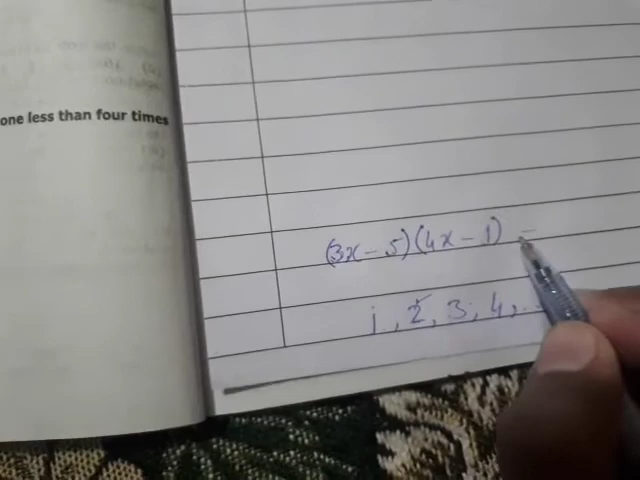 one less than four times
(3x-5)(4x-1) =
1, 2, 3, 4, ..